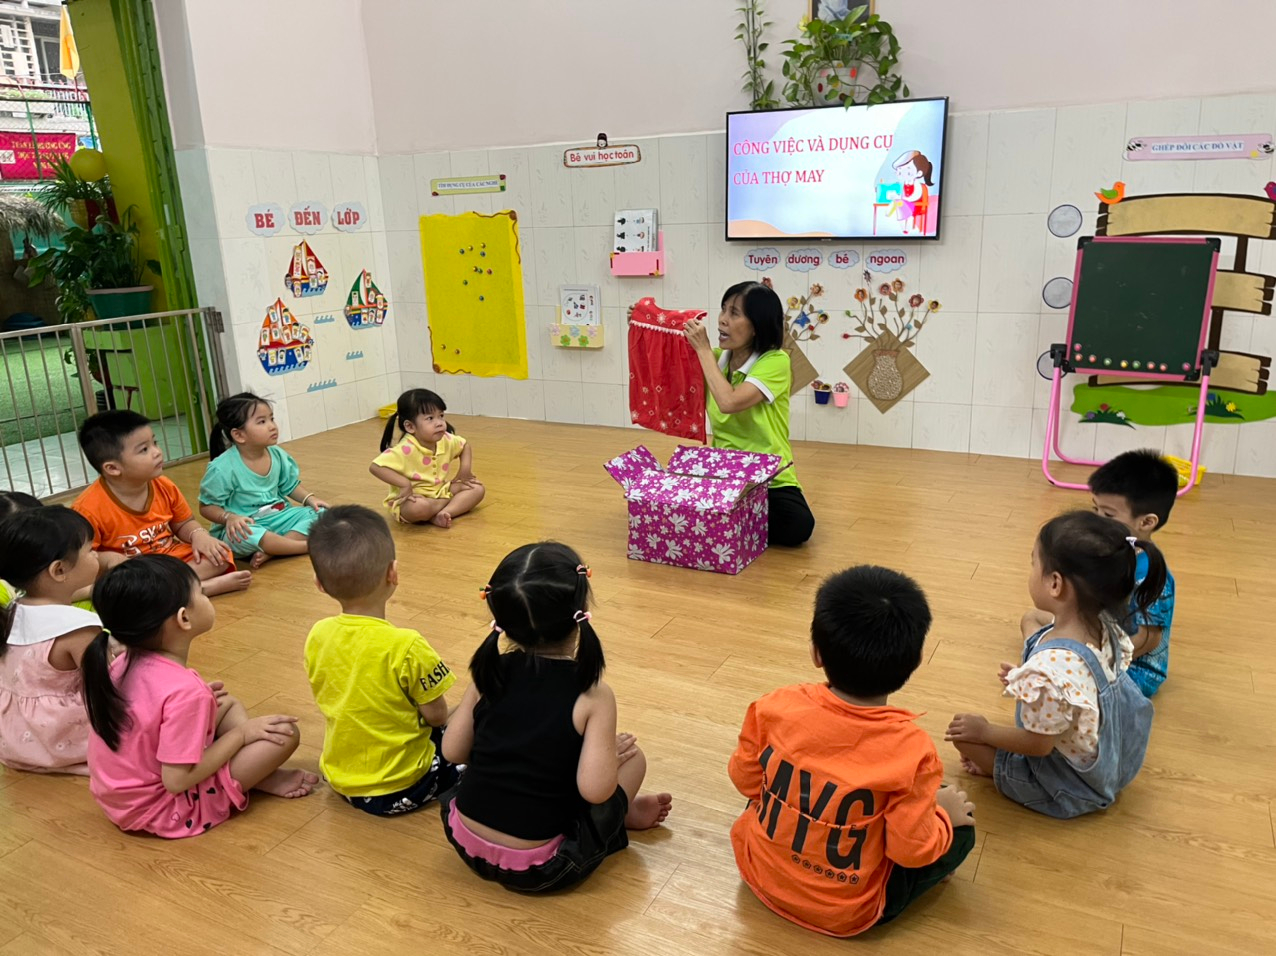 CÔNG VIỆC VÀ DỤNG CỤ
CỦA THỢ MAY
Bé vui học toán
GHÉP ĐÔI CÁC ĐỒ VẬT
BÉ ĐẾN LỚP
Tuyên dương bé ngoan
FASH
MYG